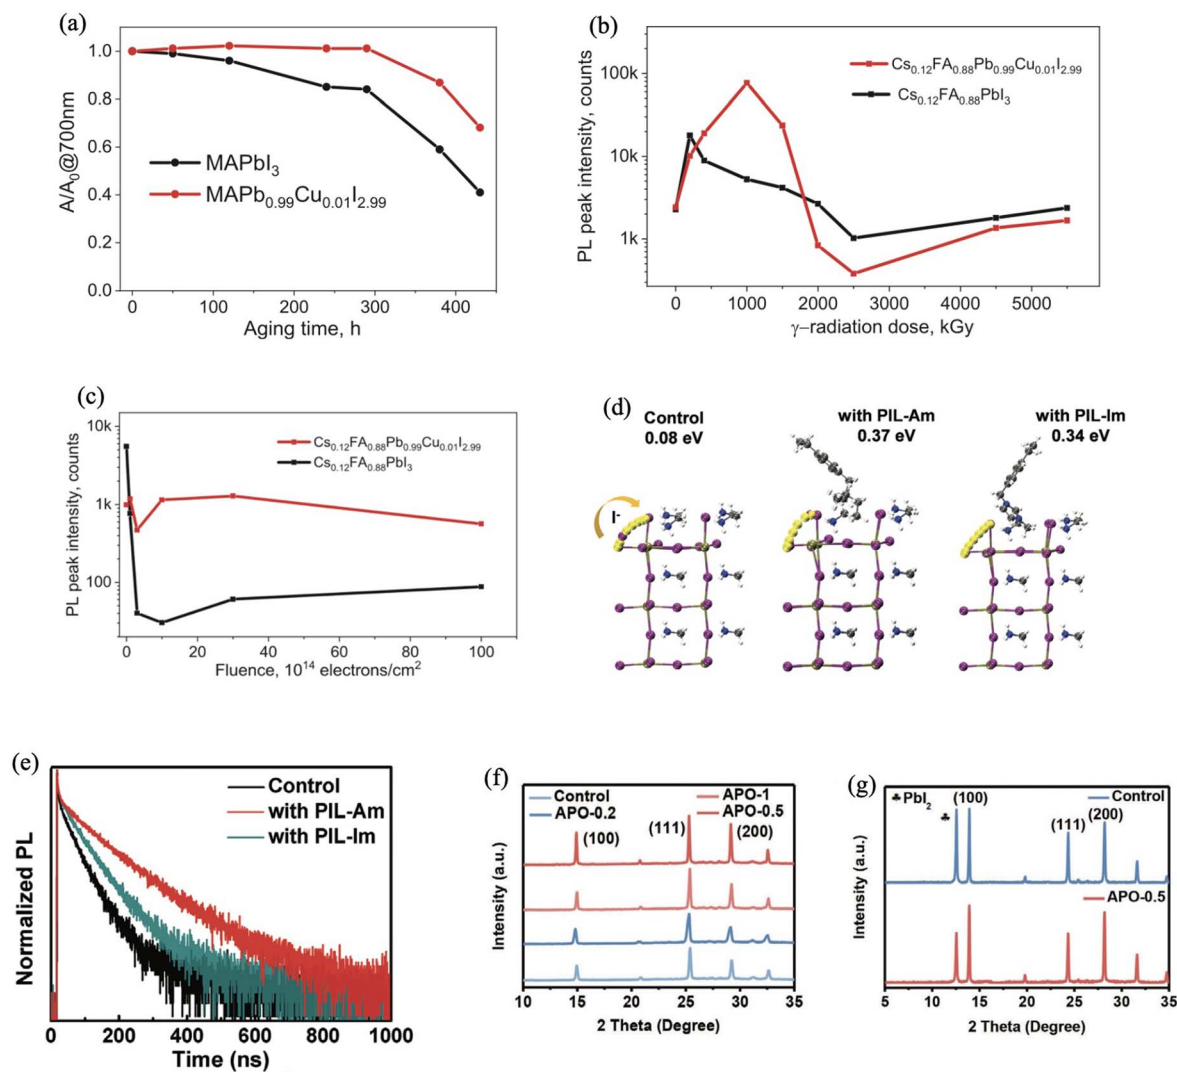 (a)
A/A₀@700nm
1.0
0.8
0.6
0.4
0.2
0.0
MAPbI₃
MAPb₀.₉₉Cu₀.₀₁I₂.₉₉
0 100 200 300 400
Aging time, h
(b)
PL peak intensity, counts
100k
10k
1k
Cs₀.₁₂FA₀.₈₈Pb₀.₉₉Cu₀.₀₁I₂.₉₉
Cs₀.₁₂FA₀.₈₈PbI₃
0 1000 2000 3000 4000 5000
γ–radiation dose, kGy
(c)
PL peak intensity, counts
10k
1k
100
Cs₀.₁₂FA₀.₈₈Pb₀.₉₉Cu₀.₀₁I₂.₉₉
Cs₀.₁₂FA₀.₈₈PbI₃
0 20 40 60 80 100
Fluence, 10¹⁴ electrons/cm²
(d)
Control
0.08 eV
with PIL-Am
0.37 eV
with PIL-Im
0.34 eV
I⁻
(e)
Normalized PL
Control
with PIL-Am
with PIL-Im
0 200 400 600 800 1000
Time (ns)
(f)
Intensity (a.u.)
Control
APO-0.2
APO-1
APO-0.5
(100)
(111)
(200)
10 15 20 25 30 35
2 Theta (Degree)
(g)
Intensity (a.u.)
♣PbI₂
(100)
♣
Control
(111)
(200)
APO-0.5
5 10 15 20 25 30 35
2 Theta (Degree)